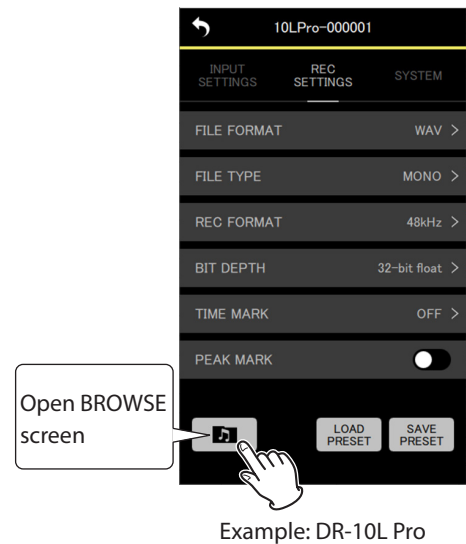 10LPro-000001
INPUT
SETTINGS
REC
SETTINGS
SYSTEM
FILE FORMAT WAV >
FILE TYPE MONO >
REC FORMAT 48kHz >
BIT DEPTH 32-bit float >
TIME MARK OFF >
PEAK MARK
Open BROWSE
screen
LOAD
PRESET
SAVE
PRESET
Example: DR-10L Pro